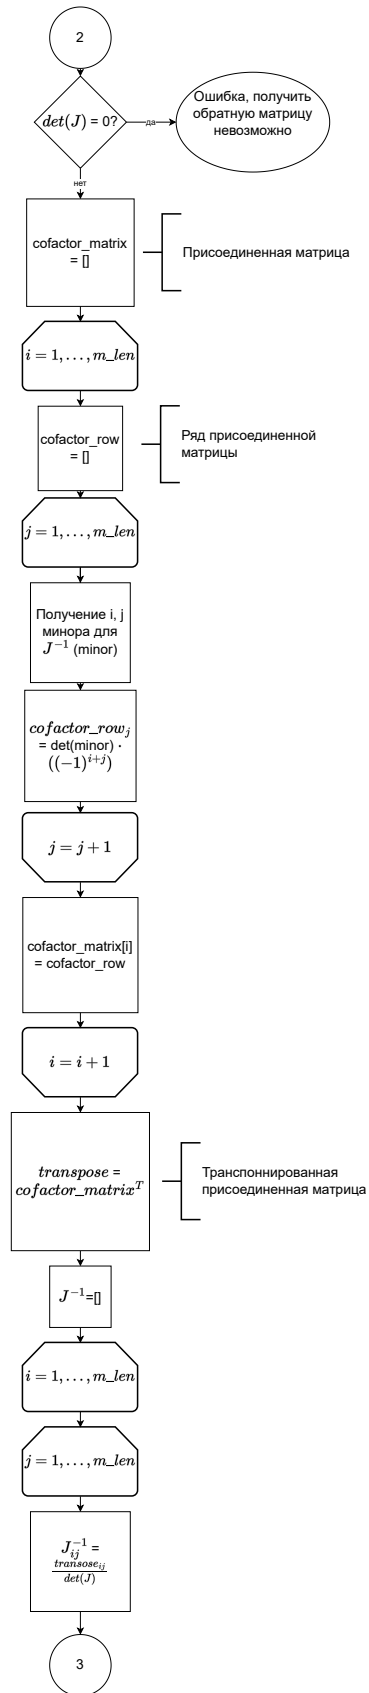 2
det(J) = 0?
да
Ошибка, получить
обратную матрицу
невозможно
нет
cofactor_matrix
= []
Присоединенная матрица
i = 1, . . . , m_len
cofactor_row
= []
Ряд присоединенной
матрицы
j = 1, . . . , m_len
Получение i, j
минора для
J⁻¹ (minor)
cofactor_row_j
= det(minor) ·
((−1)^{i+j})
j = j + 1
cofactor_matrix[i]
= cofactor_row
i = i + 1
transpose =
cofactor_matrix^T
Транспоннированная
присоединенная матрица
J⁻¹=[]
i = 1, . . . , m_len
j = 1, . . . , m_len
J_{ij}^{-1} =
transose_{ij}
det(J)
3